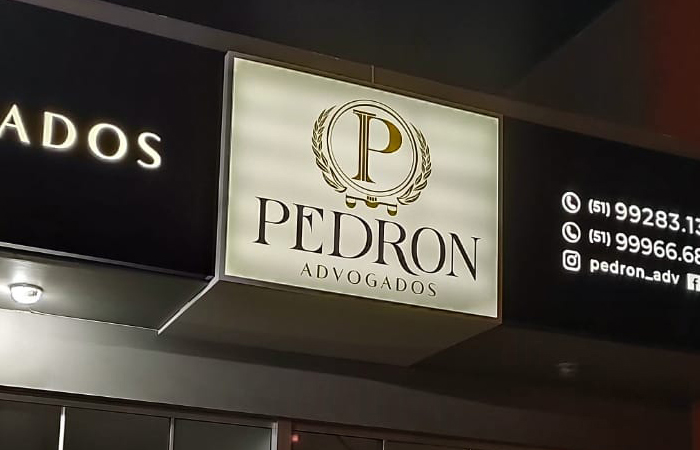 ADOS
P
PEDRON
ADVOGADOS
(51) 99283.13
(51) 99966.68
pedron_adv